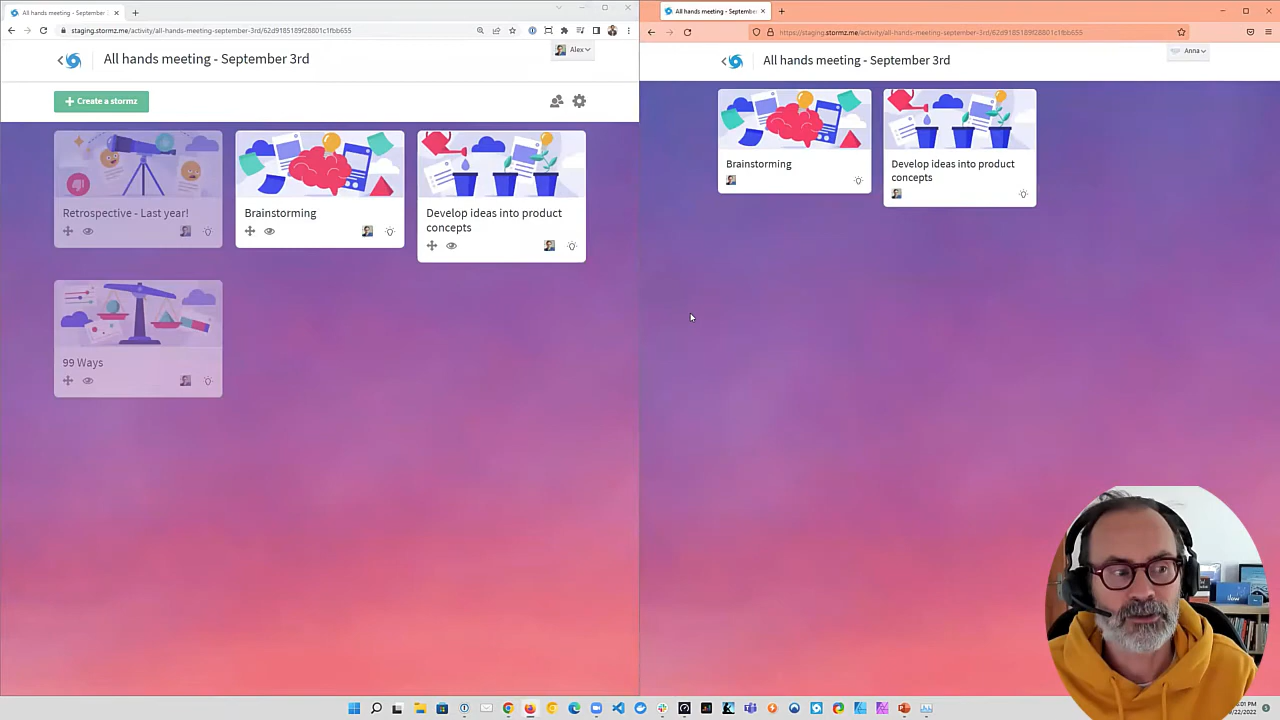 All hands meeting - September 3rd
staging.stormz.me/activity/all-hands-meeting-september-3rd/62d9185189f28801c1fbb655
All hands meeting - September 3rd
Alex
+ Create a stormz
Retrospective - Last year!
Brainstorming
Develop ideas into product
concepts
99 Ways
All hands meeting - Septembe
https://staging.stormz.me/activity/all-hands-meeting-september-3rd/62d9185189f28801c1fbb655
All hands meeting - September 3rd
Anna
Brainstorming
Develop ideas into product
concepts